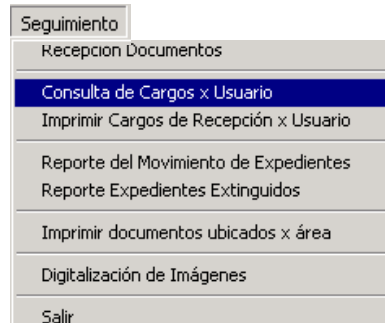 Seguimiento
Recepcion Documentos
Consulta de Cargos x Usuario
Imprimir Cargos de Recepción x Usuario
Reporte del Movimiento de Expedientes
Reporte Expedientes Extinguidos
Imprimir documentos ubicados x área
Digitalización de Imágenes
Salir